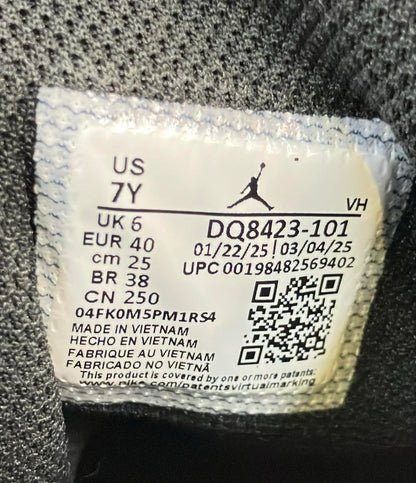 US
7Y
VH
UK 6
DQ8423-101
EUR 40
01/22/25 | 03/04/25
cm 25
UPC 00198482569402
BR 38
CN 250
04FK0M5PM1RS4
MADE IN VIETNAM
HECHO EN VIETNAM
FABRIQUE AU VIETNAM
FABRICADO NO VIETNÃ
This product is covered by one or more patents:
www.nike.com/patentsvirtualmarking